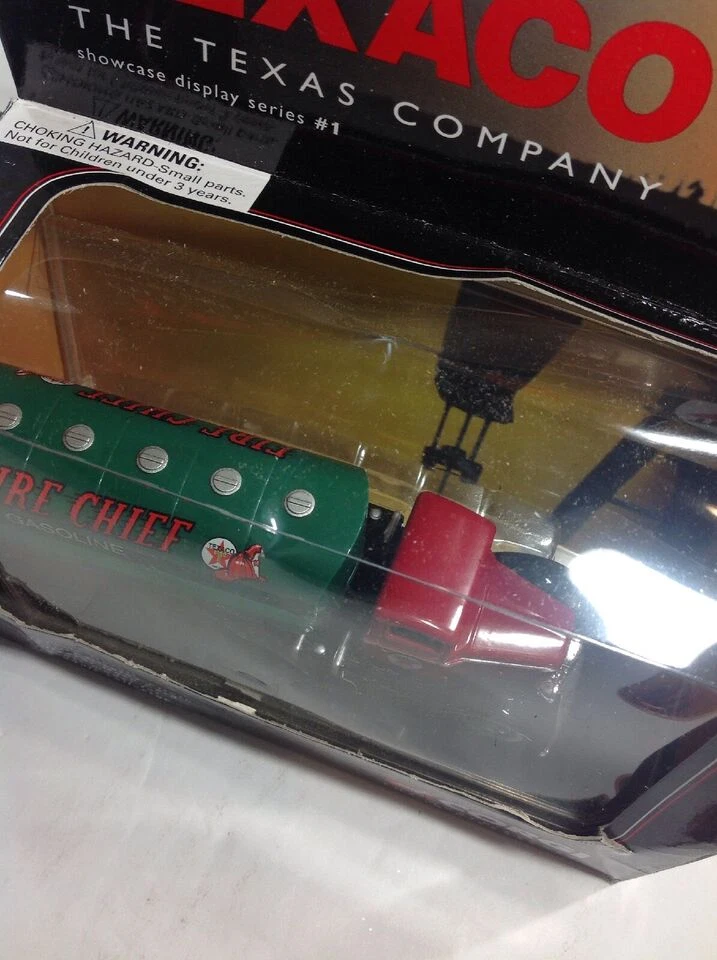 EXACO
THE TEXAS COMPANY
showcase display series #1
WARNING:
CHOKING HAZARD-Small parts.
Not for Children under 3 years.
FIRE CHIEF
IRE CHIEF
GASOLINE
TEXACO